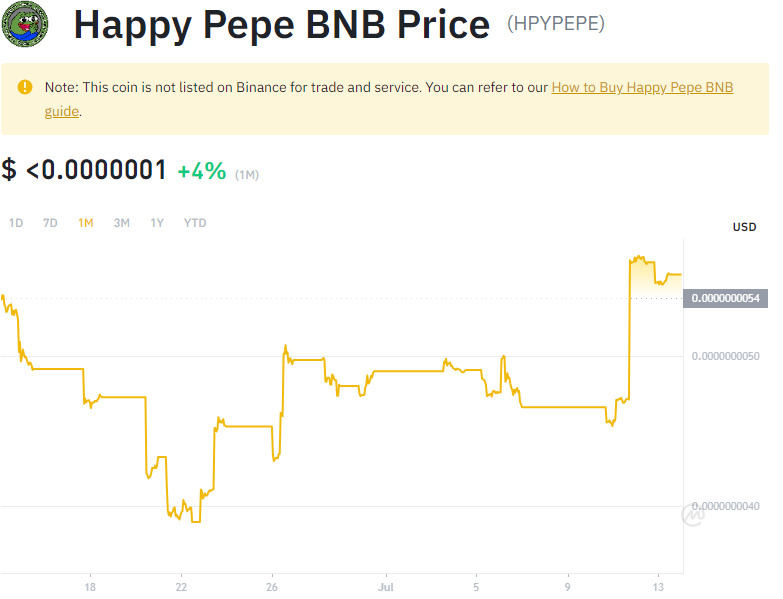 Happy Pepe BNB Price (HPYPEPE)
Note: This coin is not listed on Binance for trade and service. You can refer to our How to Buy Happy Pepe BNB
guide.
$ <0.0000001 +4% (1M)
1D 7D 1M 3M 1Y YTD
USD
0.0000000054
0.0000000050
0.0000000040
18 22 26 Jul 5 9 13